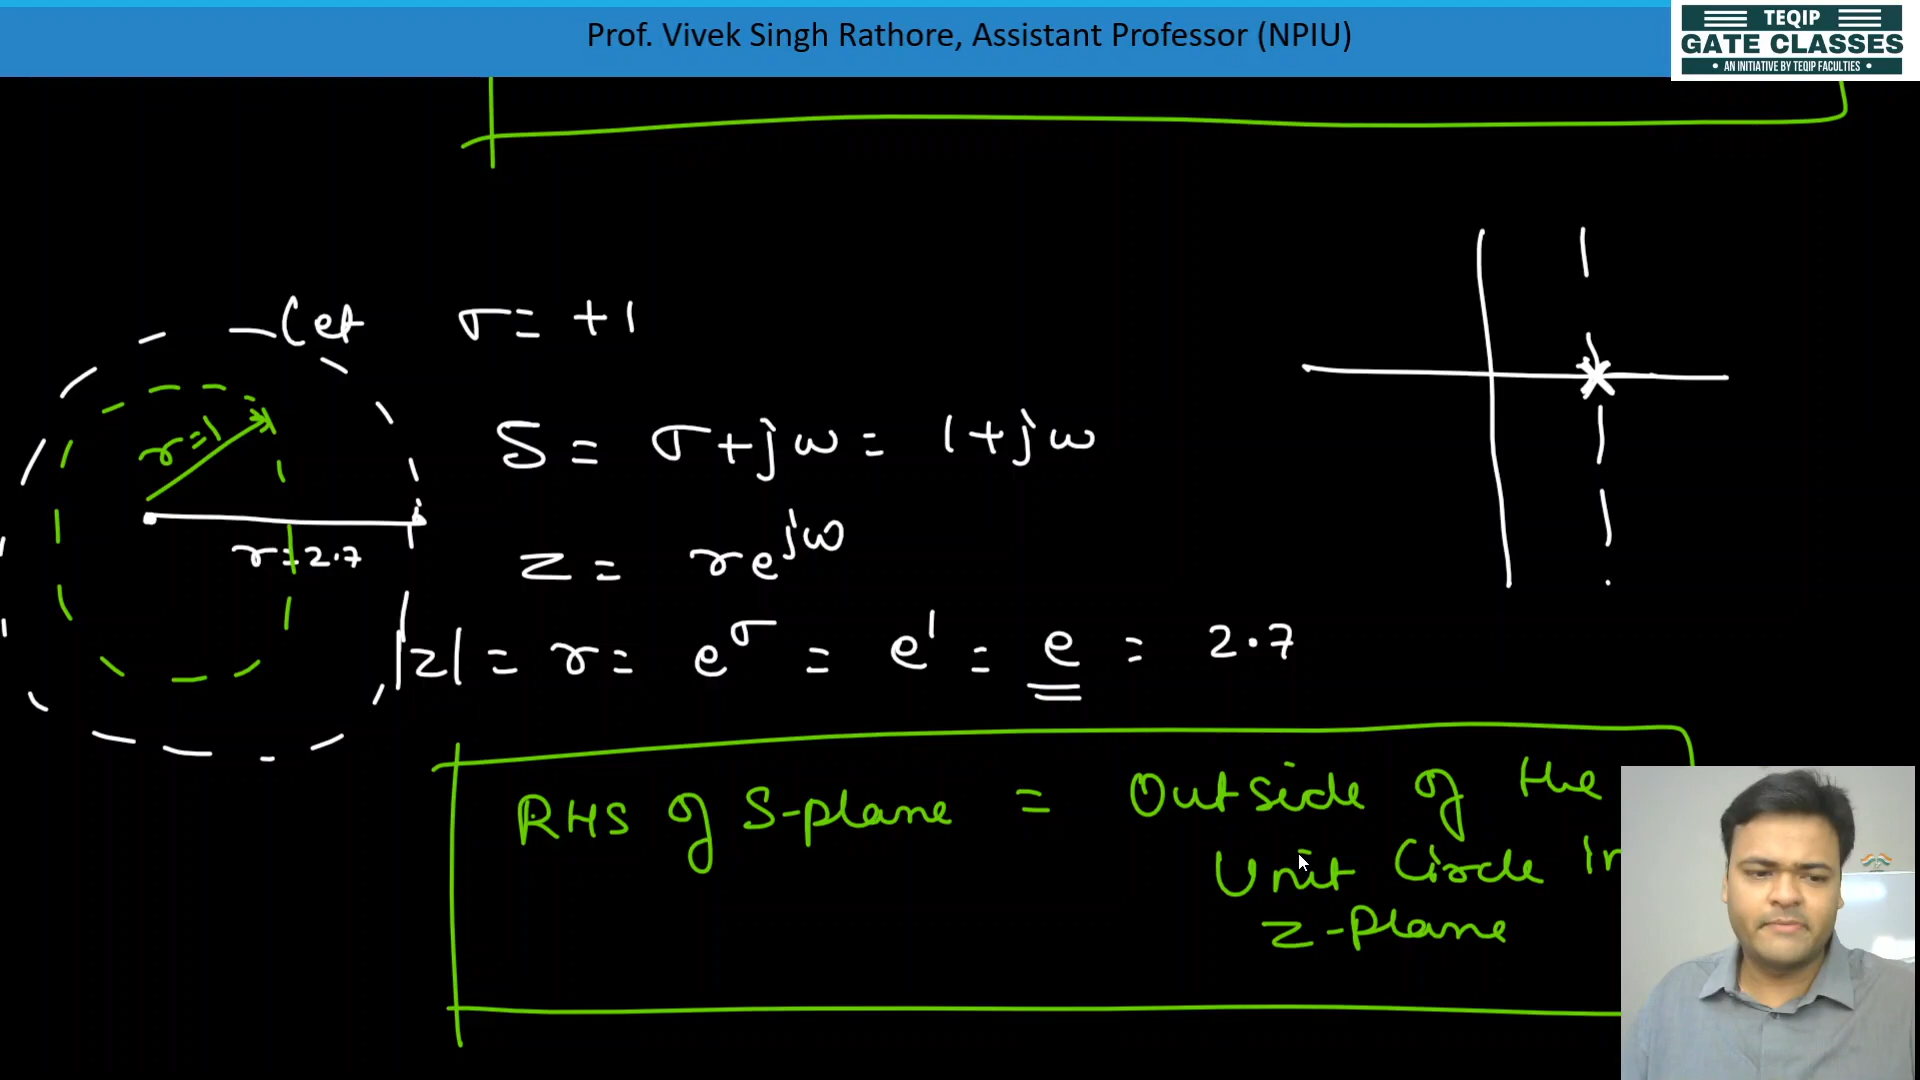 Prof. Vivek Singh Rathore, Assistant Professor (NPIU)
TEQIP
GATE CLASSES
• AN INITIATIVE BY TEQIP FACULTIES •
Let σ = +1
S = σ+jω = 1+jω
r=1
r=2.7
z = re^jω
|z| = r = e^σ = e^1 = e = 2.7
RHS of S-plane = Outside of the
Unit Circle In
z-plane